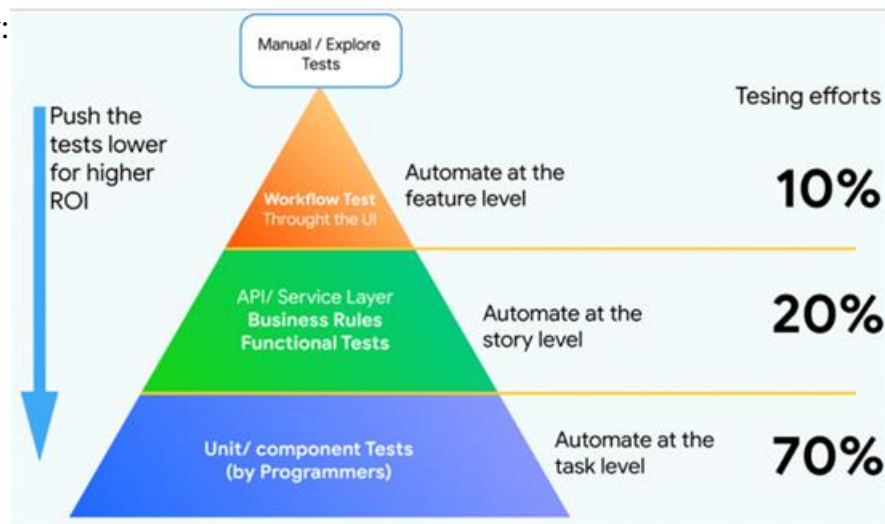 :
Manual / Explore
Tests
Push the
tests lower
for higher
ROI
Tesing efforts
Workflow Test
Throught the UI
Automate at the
feature level
10%
API/ Service Layer
Business Rules
Functional Tests
Automate at the
story level
20%
Unit/ component Tests
(by Programmers)
Automate at the
task level
70%